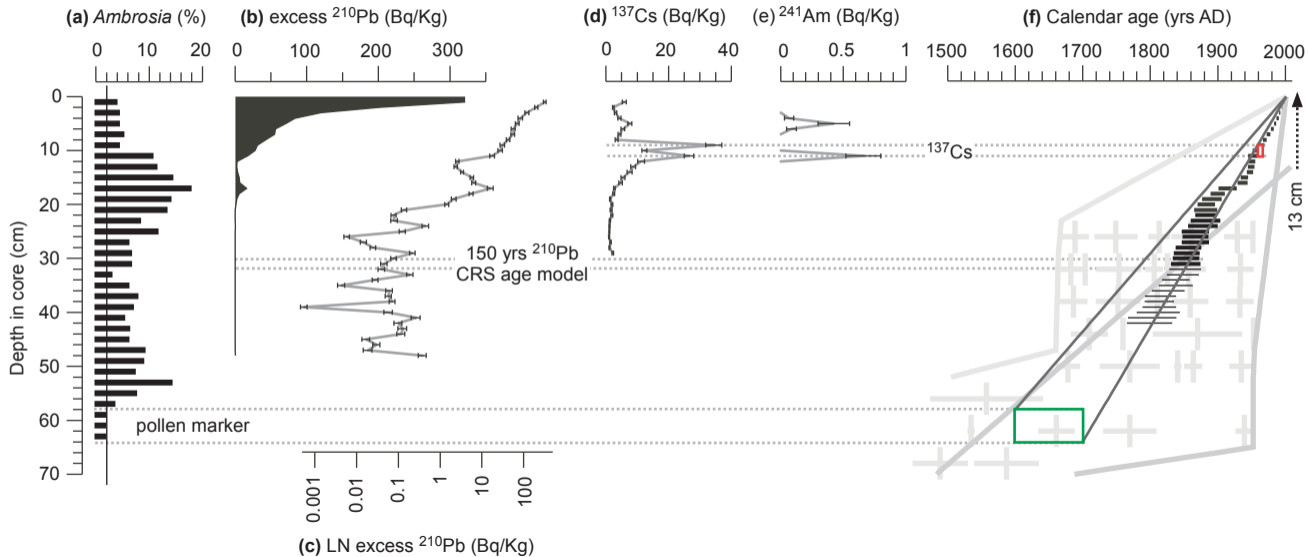 (a) Ambrosia (%)
(b) excess ²¹⁰Pb (Bq/Kg)
(d) ¹³⁷Cs (Bq/Kg)
(e) ²⁴¹Am (Bq/Kg)
(f) Calendar age (yrs AD)
0 10 20
0 100 200 300
0 20 40
0 0.5 1
1500 1600 1700 1800 1900 2000
Depth in core (cm)
0
10
20
30
40
50
60
70
¹³⁷Cs
13 cm
150 yrs ²¹⁰Pb
CRS age model
pollen marker
0.001 0.01 0.1 1 10 100
(c) LN excess ²¹⁰Pb (Bq/Kg)